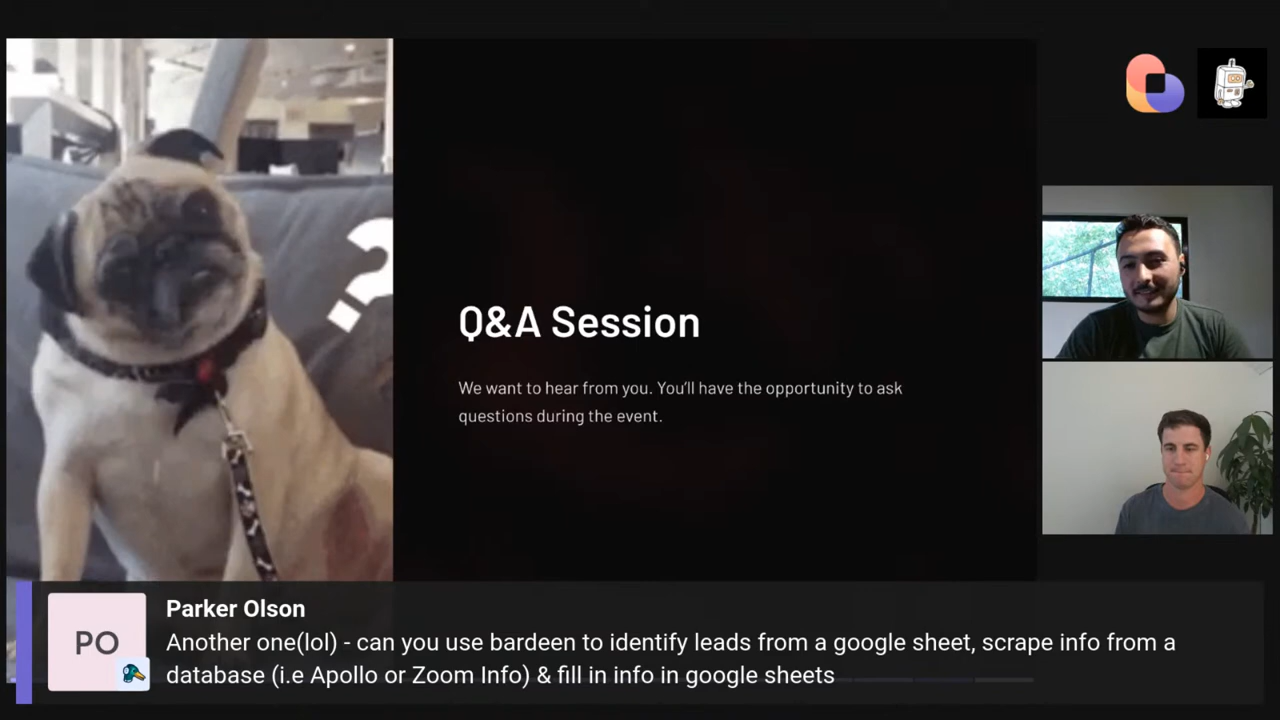 ?
Q&A Session
We want to hear from you. You'll have the opportunity to ask
questions during the event.
PO
Parker Olson
Another one(lol) - can you use bardeen to identify leads from a google sheet, scrape info from a
database (i.e Apollo or Zoom Info) & fill in info in google sheets